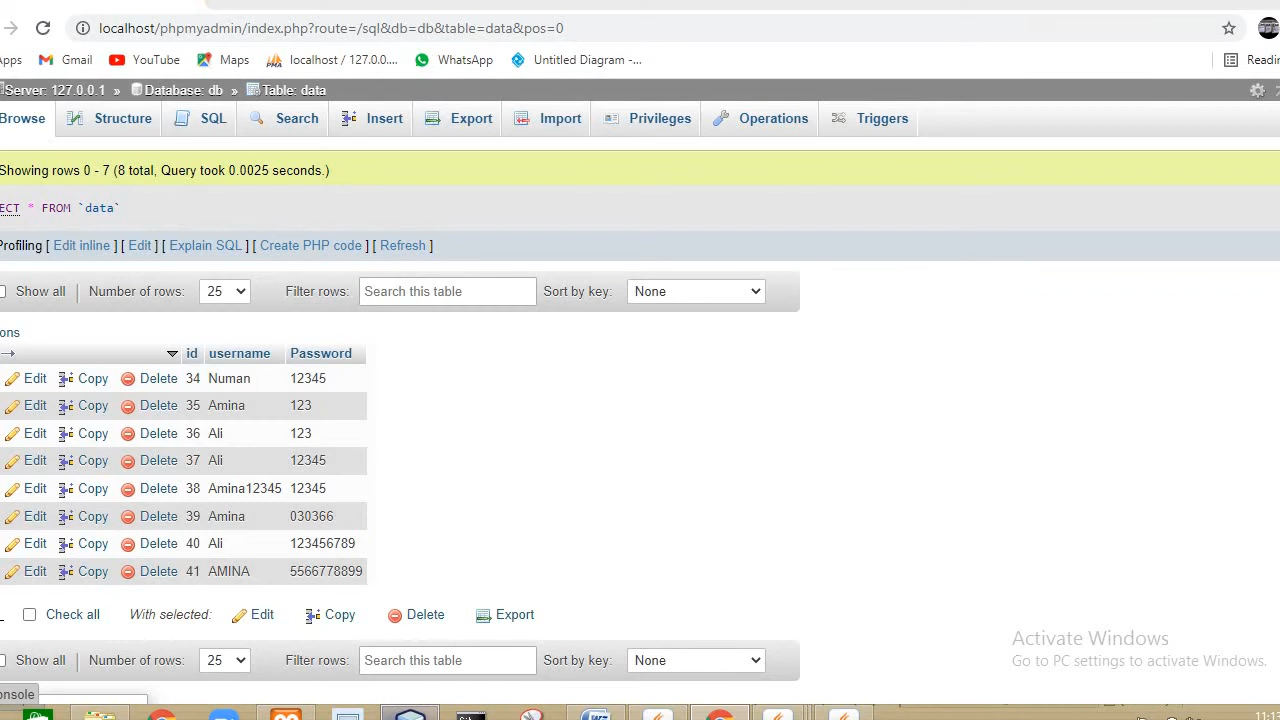 localhost/phpmyadmin/index.php?route=/sql&db=db&table=data&pos=0
pps Gmail YouTube Maps localhost / 127.0.0.... WhatsApp Untitled Diagram -... Readin
Server: 127.0.0.1 » Database: db » Table: data
Browse Structure SQL Search Insert Export Import Privileges Operations Triggers
Showing rows 0 - 7 (8 total, Query took 0.0025 seconds.)
ECT * FROM `data`
Profiling [ Edit inline ] [ Edit ] [ Explain SQL ] [ Create PHP code ] [ Refresh ]
Show all Number of rows: 25 Filter rows: Search this table Sort by key: None
ons
id username Password
Edit Copy Delete 34 Numan 12345
Edit Copy Delete 35 Amina 123
Edit Copy Delete 36 Ali 123
Edit Copy Delete 37 Ali 12345
Edit Copy Delete 38 Amina12345 12345
Edit Copy Delete 39 Amina 030366
Edit Copy Delete 40 Ali 123456789
Edit Copy Delete 41 AMINA 5566778899
Check all With selected: Edit Copy Delete Export
Activate Windows
Go to PC settings to activate Windows.
Show all Number of rows: 25 Filter rows: Search this table Sort by key: None
onsole